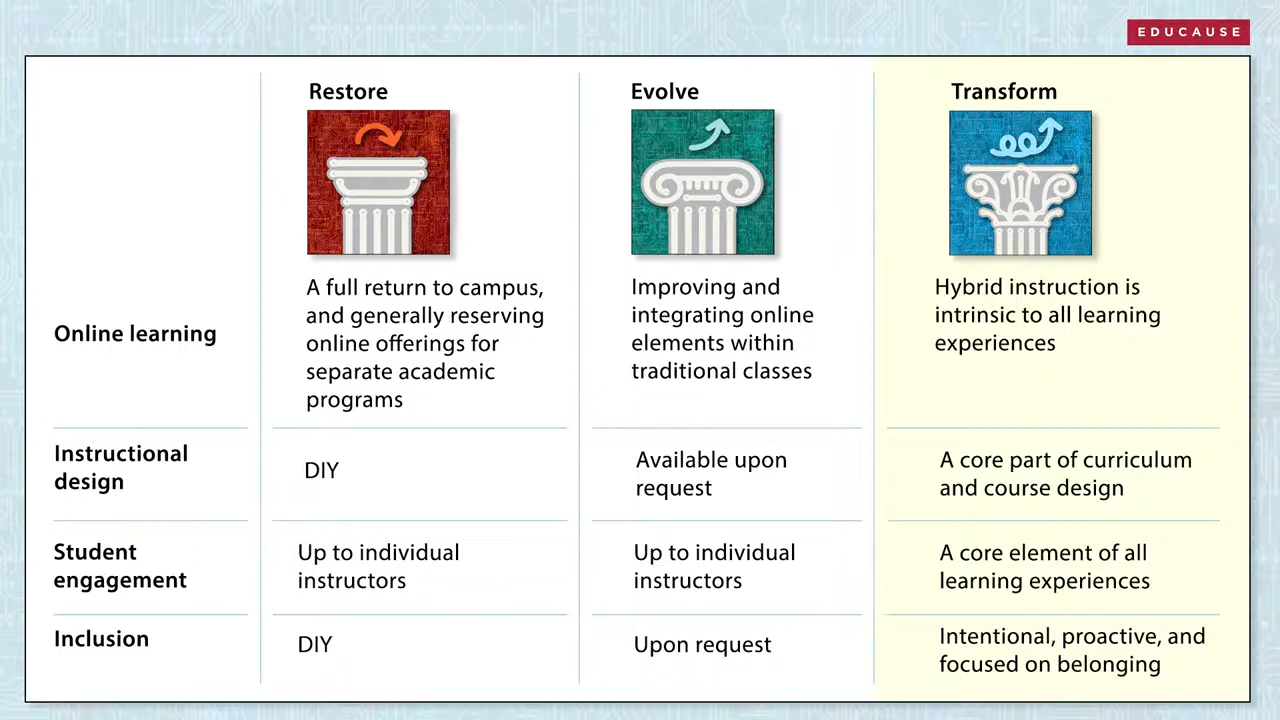 EDUCAUSE
Restore
Evolve
Transform
Online learning
A full return to campus,
and generally reserving
online offerings for
separate academic
programs
Improving and
integrating online
elements within
traditional classes
Hybrid instruction is
intrinsic to all learning
experiences
Instructional
design
DIY
Available upon
request
A core part of curriculum
and course design
Student
engagement
Up to individual
instructors
Up to individual
instructors
A core element of all
learning experiences
Inclusion
DIY
Upon request
Intentional, proactive, and
focused on belonging